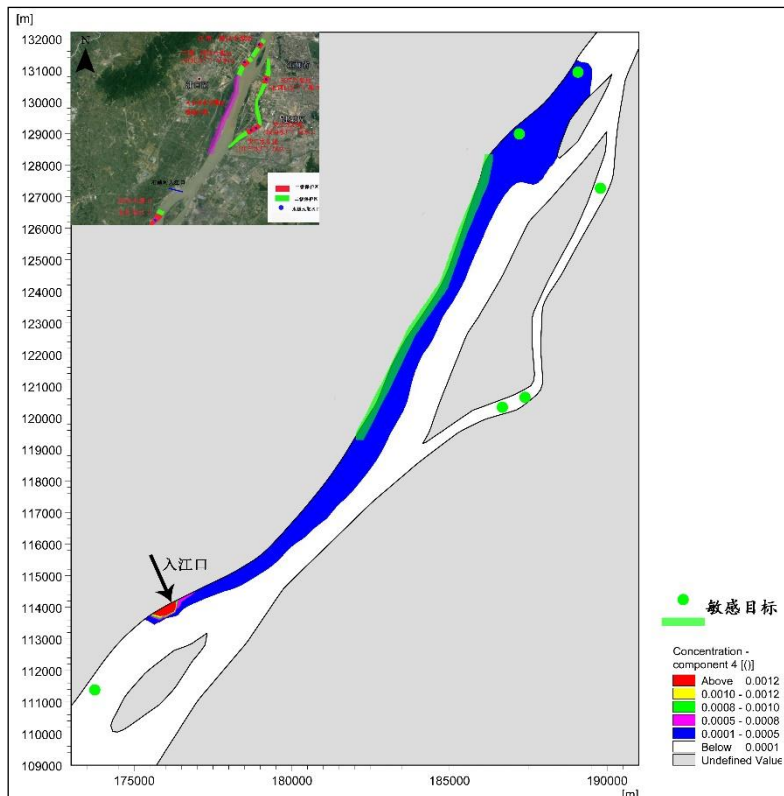 [m]
132000
131000
130000
129000
127000
126000
125000
124000
123000
122000
121000
119000
118000
117000
116000
115000
114000
113000
111000
110000
109000
N
入江口
敏感目标
Concentration -
component 4 [()]
Above 0.0012
0.0010 - 0.0012
0.0008 - 0.0010
0.0005 - 0.0008
0.0001 - 0.0005
Below 0.0001
Undefined Value
175000
180000
185000
190000
[m]